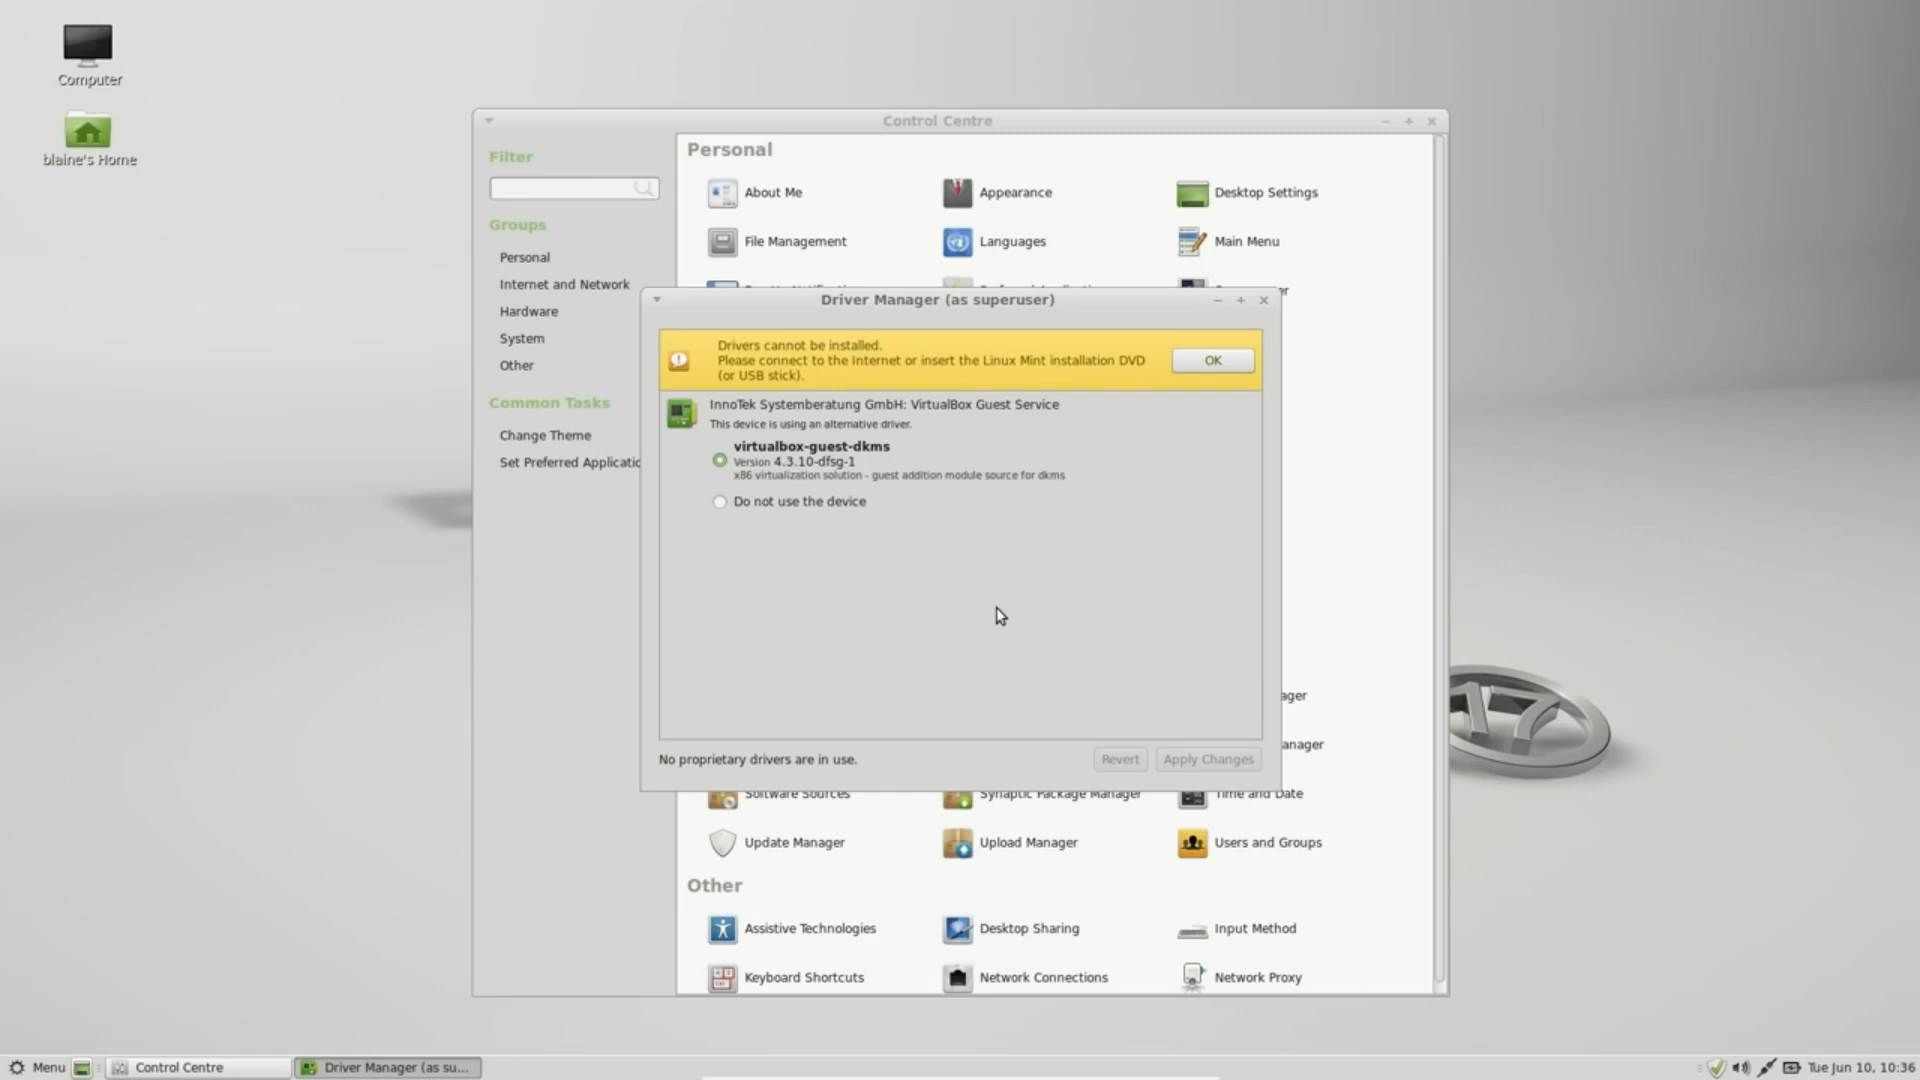 Computer
blaine's Home
Control Centre
Filter
Groups
Personal
Internet and Network
Hardware
System
Other
Common Tasks
Change Theme
Set Preferred Applicatio
Personal
About Me
Appearance
Desktop Settings
File Management
Languages
Main Menu
Driver Manager (as superuser)
Drivers cannot be installed.
Please connect to the Internet or insert the Linux Mint installation DVD
(or USB stick).
OK
InnoTek Systemberatung GmbH: VirtualBox Guest Service
This device is using an alternative driver.
virtualbox-guest-dkms
Version 4.3.10-dfsg-1
x86 virtualization solution - guest addition module source for dkms
Do not use the device
No proprietary drivers are in use.
Revert
Apply Changes
ager
anager
Software Sources
Synaptic Package Manager
Time and Date
Update Manager
Upload Manager
Users and Groups
Other
Assistive Technologies
Desktop Sharing
Input Method
Keyboard Shortcuts
Network Connections
Network Proxy
17
Menu
Control Centre
Driver Manager (as su...
Tue Jun 10, 10:36